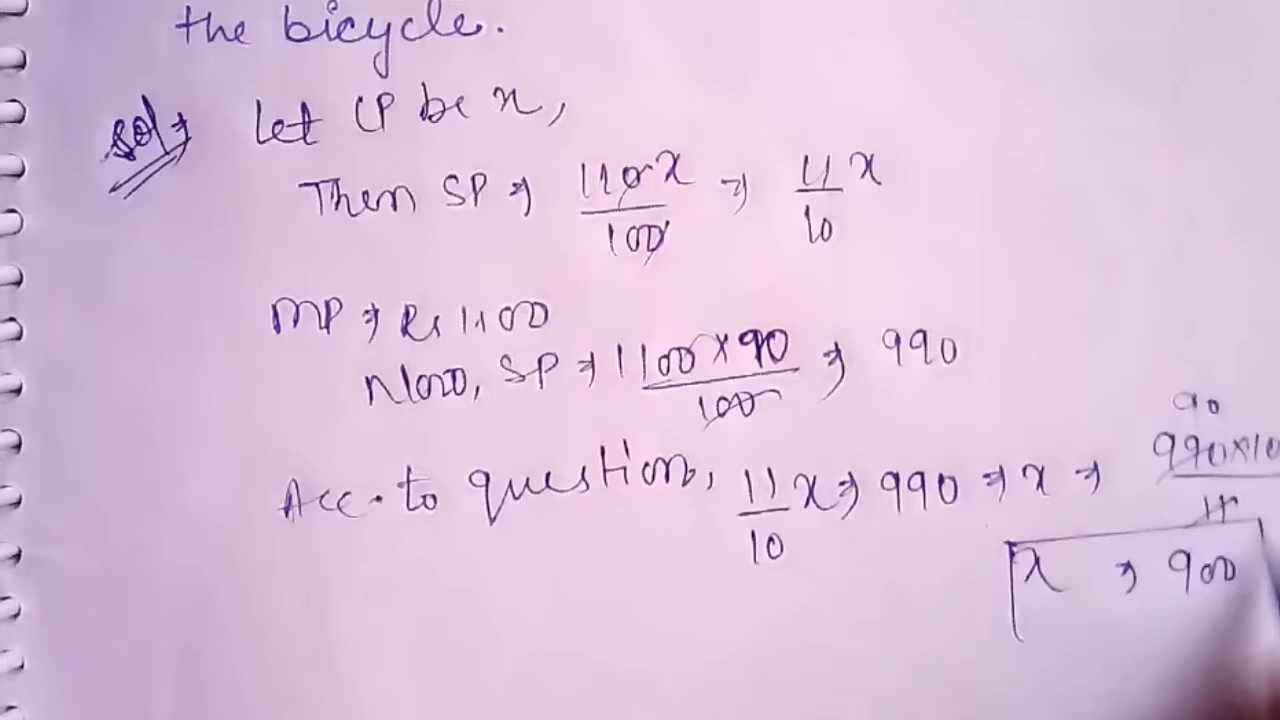 the bicycle.
Sol⇒ Let CP be x,
Then SP ⇒ 110x/100 ⇒ 11/10 x
MP ⇒ Rs 1100
Now, SP ⇒ 1100×90/100 ⇒ 990
Acc. to question, 11/10 x ⇒ 990 ⇒ x ⇒ 990×10/11
90
x ⇒ 900